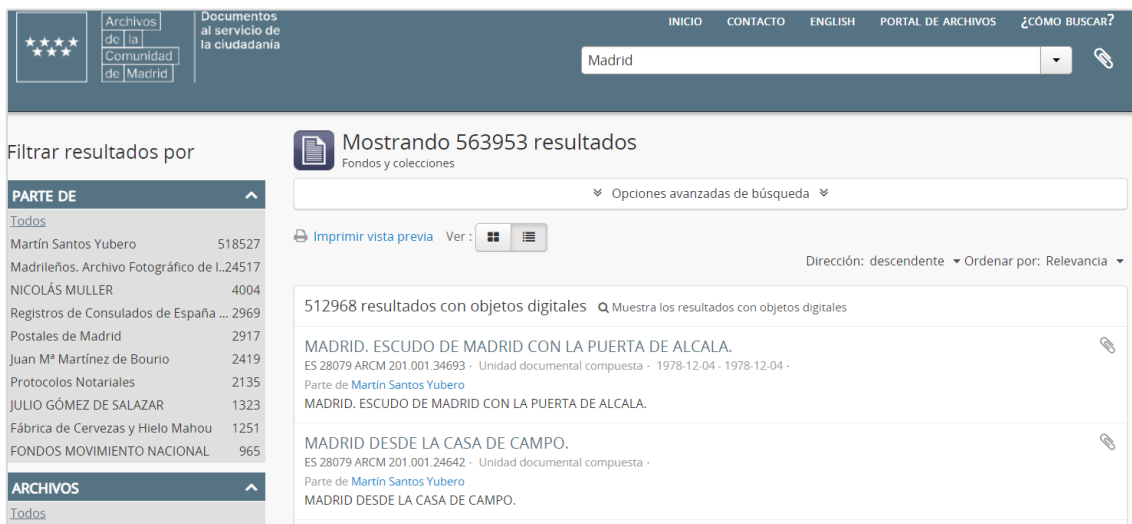 Archivos
de la
Comunidad
de Madrid
Documentos
al servicio de
la ciudadanía
INICIO CONTACTO ENGLISH PORTAL DE ARCHIVOS ¿CÓMO BUSCAR?
Madrid
Filtrar resultados por
PARTE DE
Todos
Martín Santos Yubero 518527
Madrileños. Archivo Fotográfico de l..24517
NICOLÁS MULLER 4004
Registros de Consulados de España ... 2969
Postales de Madrid 2917
Juan Mª Martínez de Bourio 2419
Protocolos Notariales 2135
JULIO GÓMEZ DE SALAZAR 1323
Fábrica de Cervezas y Hielo Mahou 1251
FONDOS MOVIMIENTO NACIONAL 965
ARCHIVOS
Todos
Mostrando 563953 resultados
Fondos y colecciones
Opciones avanzadas de búsqueda
Imprimir vista previa Ver :
Dirección: descendente Ordenar por: Relevancia
512968 resultados con objetos digitales Muestra los resultados con objetos digitales
MADRID. ESCUDO DE MADRID CON LA PUERTA DE ALCALA.
ES 28079 ARCM 201.001.34693 · Unidad documental compuesta · 1978-12-04 - 1978-12-04 ·
Parte de Martín Santos Yubero
MADRID. ESCUDO DE MADRID CON LA PUERTA DE ALCALA.
MADRID DESDE LA CASA DE CAMPO.
ES 28079 ARCM 201.001.24642 · Unidad documental compuesta ·
Parte de Martín Santos Yubero
MADRID DESDE LA CASA DE CAMPO.